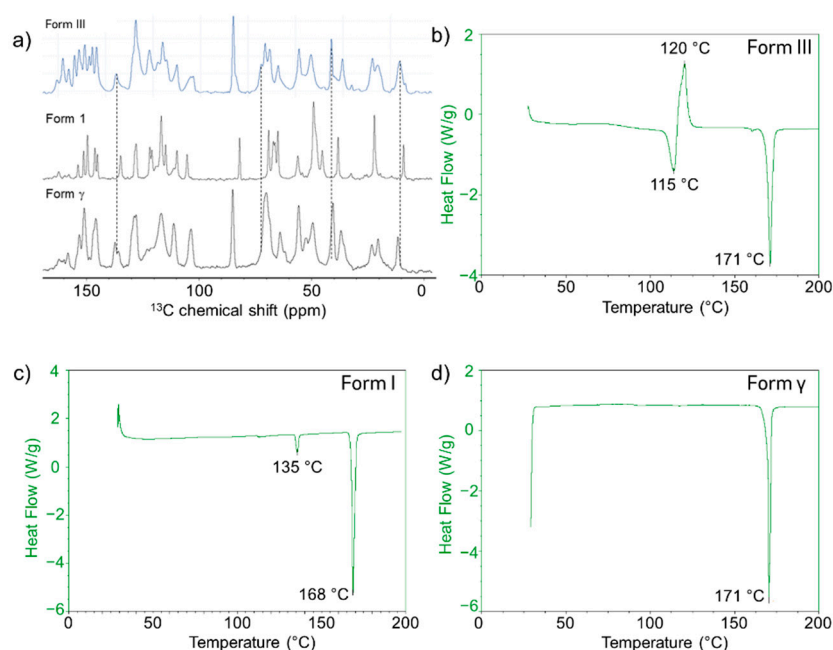 a)
Form III
Form 1
Form γ
150
100
50
0
¹³C chemical shift (ppm)
b)
Form III
120 °C
115 °C
171 °C
2
0
−2
−4
0
50
100
150
200
Heat Flow (W/g)
Temperature (°C)
c)
Form I
135 °C
168 °C
4
2
0
−2
−4
−6
0
50
100
150
200
Heat Flow (W/g)
Temperature (°C)
d)
Form γ
171 °C
2
0
−2
−4
−6
0
50
100
150
200
Heat Flow (W/g)
Temperature (°C)